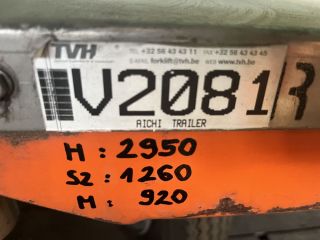 TVH
TEL +32 56 43 42 11 FAX +32 56 43 43 45
E-MAIL forklift@tvh.be WEB www.tvh.be
V2081
AICHI TRAILER
H : 2950
S2 : 1260
M : 920